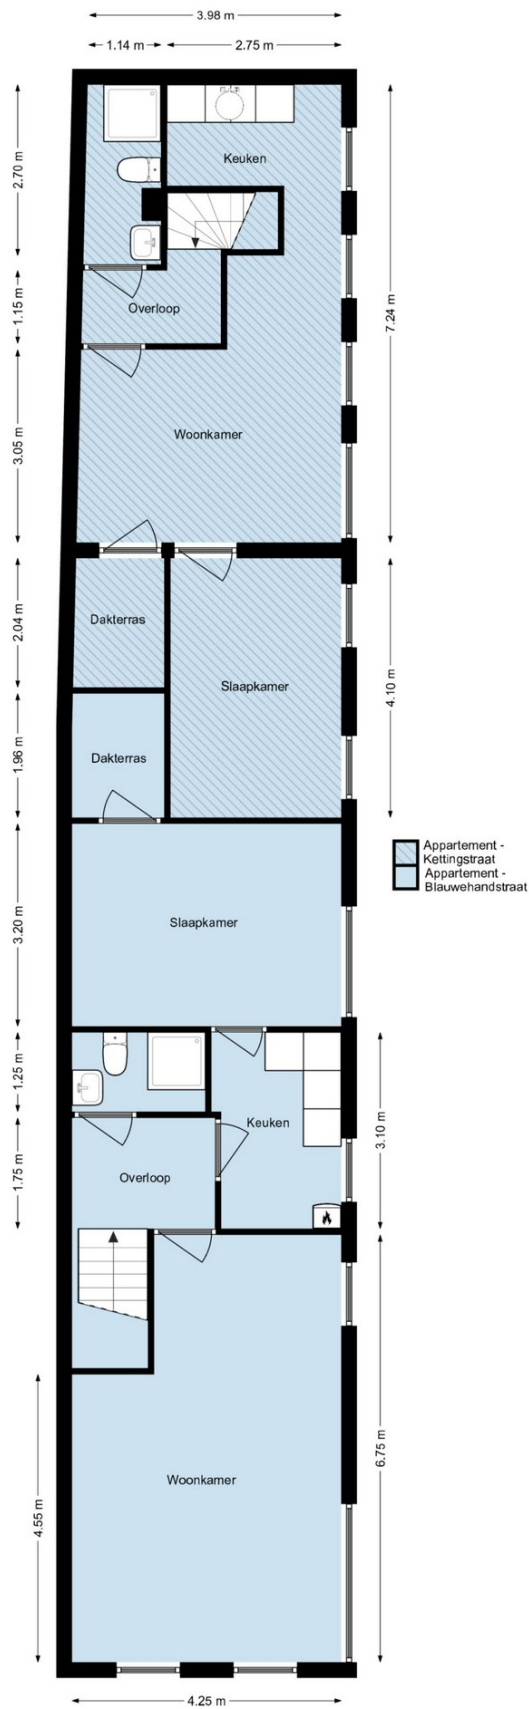 3.98 m
1.14 m
2.75 m
2.70 m
Keuken
1.15 m
Overloop
7.24 m
3.05 m
Woonkamer
2.04 m
Dakterras
Slaapkamer
4.10 m
1.96 m
Dakterras
Appartement -
Kettingstraat
Appartement -
Blauwehandstraat
3.20 m
Slaapkamer
1.25 m
Keuken
3.10 m
1.75 m
Overloop
6.75 m
Woonkamer
4.55 m
4.25 m